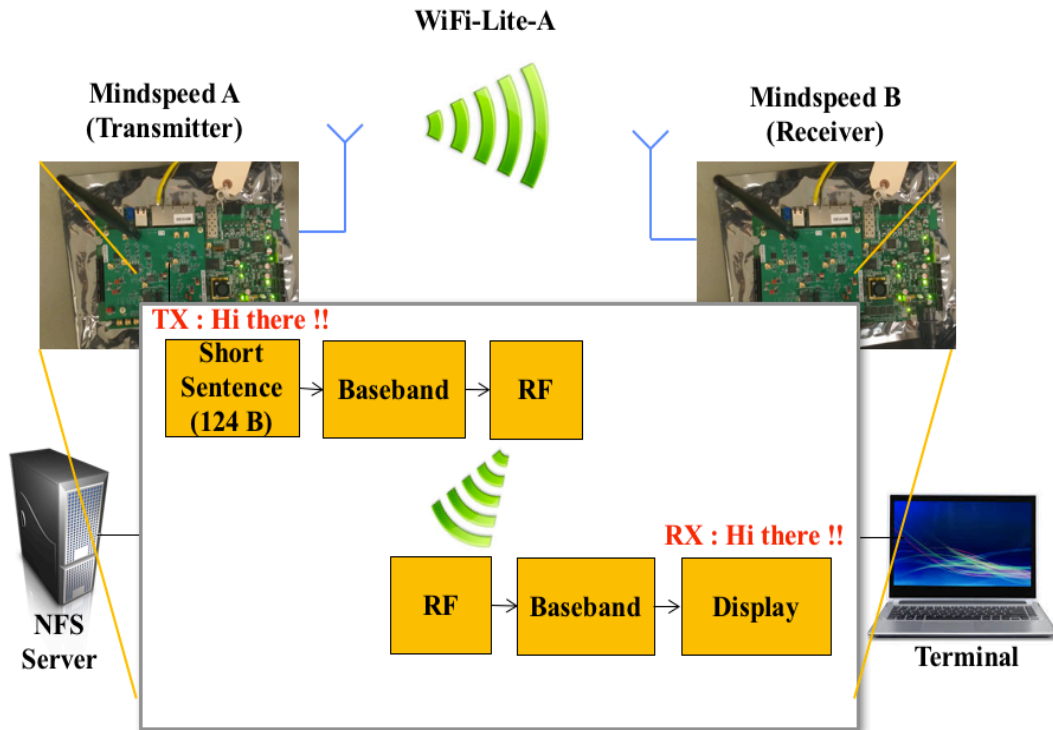 WiFi-Lite-A
Mindspeed A
(Transmitter)
Mindspeed B
(Receiver)
TX : Hi there !!
Short
Sentence
(124 B)
Baseband
RF
RX : Hi there !!
RF
Baseband
Display
NFS
Server
Terminal